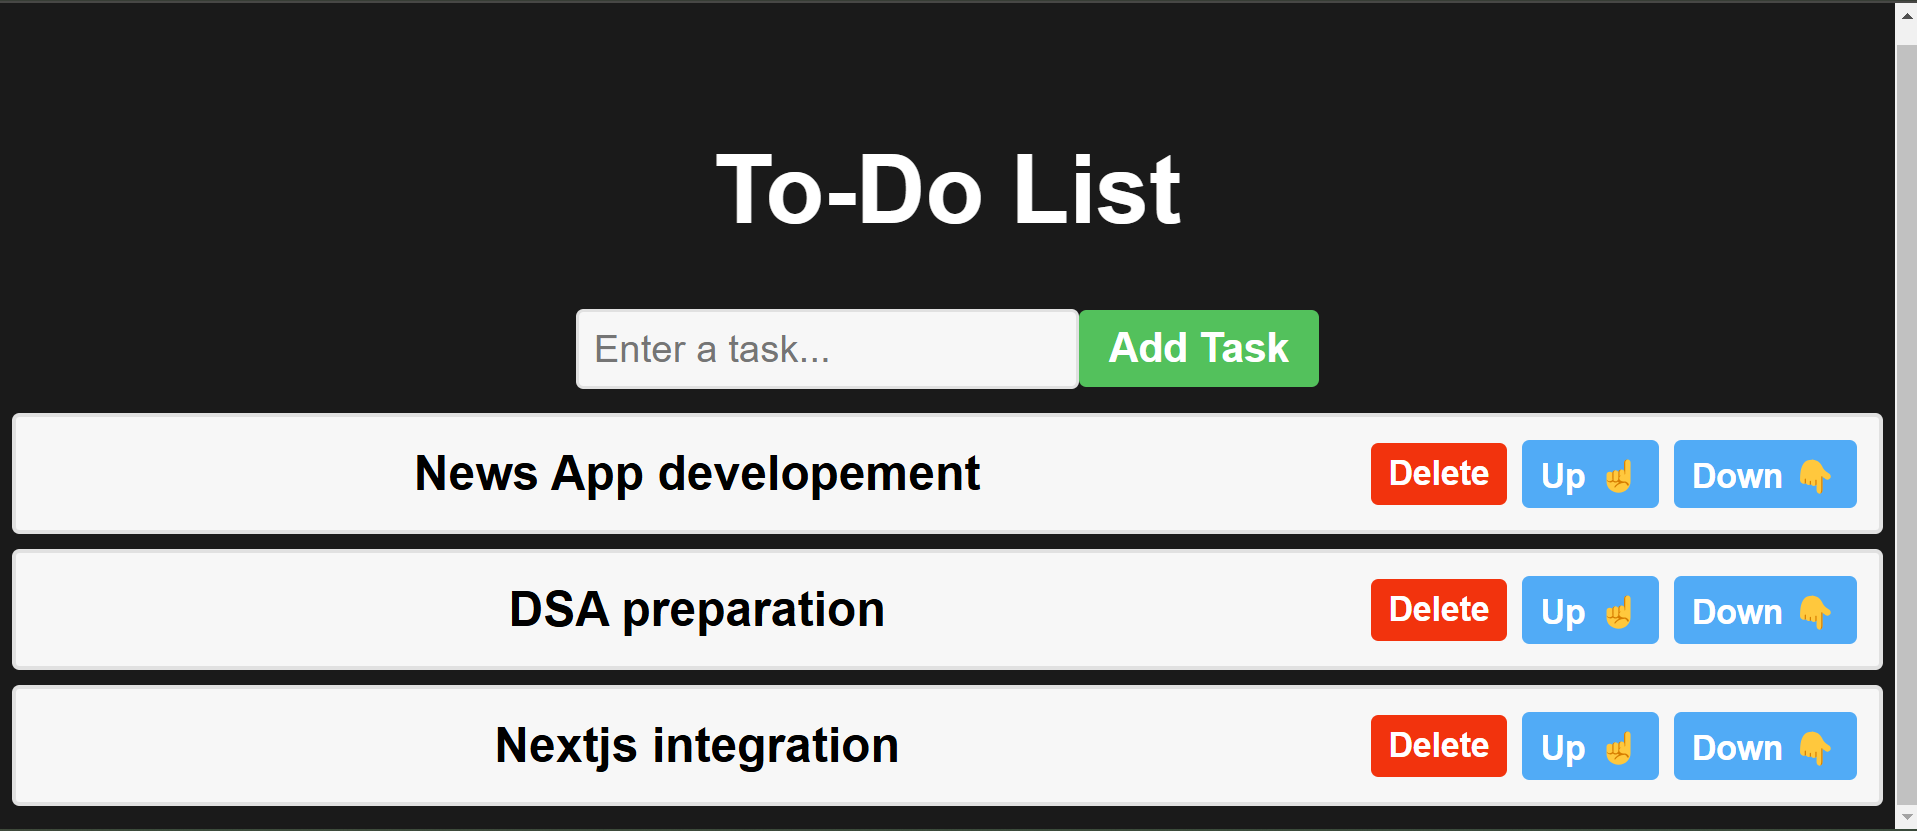 To-Do List
Enter a task... Add Task
News App developement Delete Up ☝ Down 👇
DSA preparation Delete Up ☝ Down 👇
Nextjs integration Delete Up ☝ Down 👇